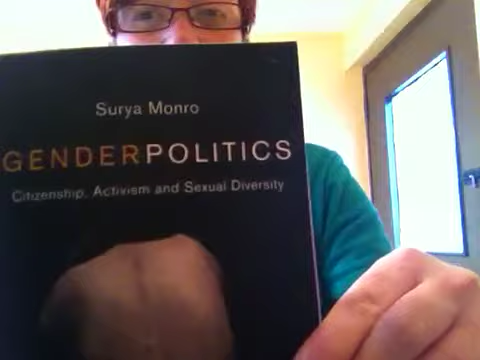 Surya Monro
GENDERPOLITICS
Citizenship, Activism and Sexual Diversity